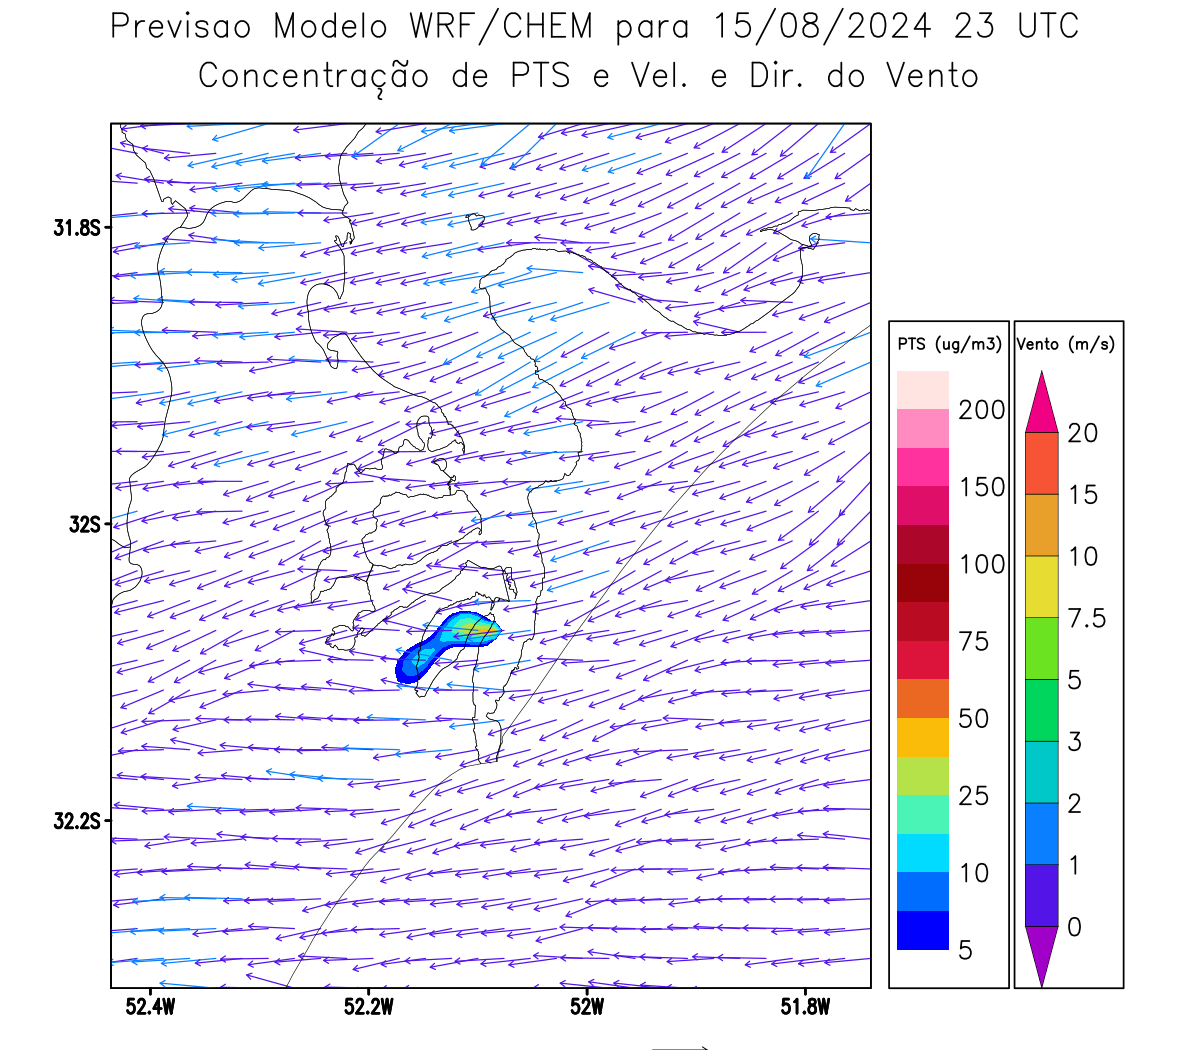 Previsao Modelo WRF/CHEM para 15/08/2024 23 UTC
Concentração de PTS e Vel. e Dir. do Vento
31.8S
32S
32.2S
52.4W 52.2W 52W 51.8W
PTS (ug/m3)
200
150
100
75
50
25
10
5
Vento (m/s)
20
15
10
7.5
5
3
2
1
0